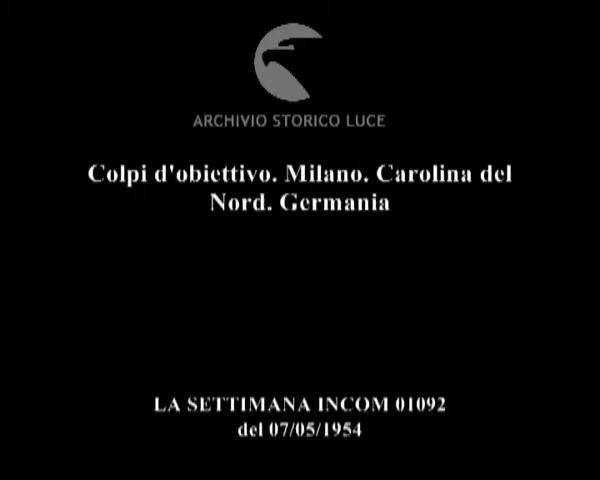 ARCHIVIO STORICO LUCE
Colpi d'obiettivo. Milano. Carolina del
Nord. Germania
LA SETTIMANA INCOM 01092
del 07/05/1954